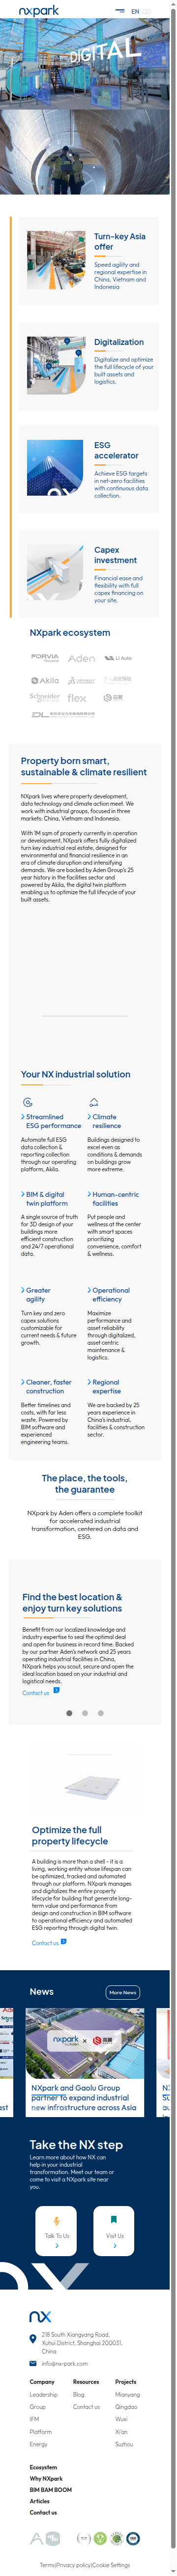 nxpark
EN
DIGITAL
Turn-key Asia
offer
Speed agility and
regional expertise in
China, Vietnam and
Indonesia
Digitalization
Digitalize and optimize
the full lifecycle of your
built assets and
logistics.
ESG
accelerator
Achieve ESG targets
in net-zero facilities
with continuous data
collection.
Capex
investment
Financial ease and
flexibility with full
capex financing on
your site.
NXpark ecosystem
FORVIA
Aden
Li Auto
Akila
Schneider
flex
Property born smart,
sustainable & climate resilient
NXpark lives where property development,
data technology and climate action meet. We
work with industrial groups, focused in three
markets: China, Vietnam and Indonesia.
With 1M sqm of property currently in operation
or development, NXpark offers fully digitalized
turn key industrial real estate, designed for
environmental and financial resilience in an
era of climate disruption and intensifying
demands. We are backed by Aden Group's 25
year history in the facilities sector and
powered by Akila, the digital twin platform
enabling us to optimize the full lifecycle of your
built assets.
Your NX industrial solution
Streamlined
ESG performance
Automate full ESG
data collection &
reporting collection
through our operating
platform, Akila.
Climate
resilience
Buildings designed to
excel even as
conditions & demands
on buildings grow
more extreme.
BIM & digital
twin platform
A single source of truth
for 3D design of your
buildings more
efficient construction
and 24/7 operational
data.
Human-centric
facilities
Put people and
wellness at the center
with smart spaces
prioritizing
convenience, comfort
& wellness.
Greater
agility
Turn key and zero
capex solutions
customizable for
current needs & future
growth.
Operational
efficiency
Maximize
performance and
asset reliability
through digitalized,
asset centric
maintenance &
logistics.
Cleaner, faster
construction
Better timelines and
costs, with far less
waste. Powered by
BIM software and
experienced
engineering teams.
Regional
expertise
We are backed by 25
years experience in
China's industrial,
facilities & construction
sector.
The place, the tools,
the guarantee
NXpark by Aden offers a complete toolkit
for accelerated industrial
transformation, centered on data and
ESG.
Find the best location &
enjoy turn key solutions
Benefit from our localized knowledge and
industry expertise to seal the optimal deal
and open for business in record time. Backed
by our partner Aden's network and 25 years
operating industrial facilities in China,
NXpark helps you scout, secure and open the
ideal location based on your industrial and
logistical needs.
Contact us
Optimize the full
property lifecycle
A building is more than a shell - it is a
living, working entity whose lifespan can
be optimized, tracked and automated
through our platform. NXpark manages
and digitalizes the entire property
lifecycle for building that generate long-
term value and performance from
design and construction in BIM software
to operational efficiency and automated
ESG reporting through digital twin.
Contact us
News
More News
nxpark
×
NXpark and Gaolu Group
partner to expand industrial
new infrastructure across Asia
Take the NX step
Learn more about how NX can
help in your industrial
transformation. Meet our team or
come to visit a NXpark site near
you.
Talk To Us
Visit Us
nx
218 South Xiangyang Road,
Xuhui District, Shanghai 200031,
China
info@nx-park.com
Company
Resources
Projects
Leadership
Blog
Mianyang
Group
Contact us
Qingdao
IFM
Wuxi
Platform
Xi'an
Energy
Suzhou
Ecosystem
Why NXpark
BIM BAM BOOM
Articles
Contact us
Terms|Privacy policy|Cookie Settings